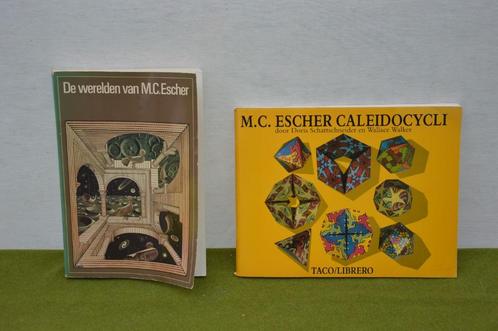 De werelden van M.C. Escher
M.C. ESCHER CALEIDOCYCLI
door Doris Schattschneider en Wallace Walker
TACO/LIBRERO